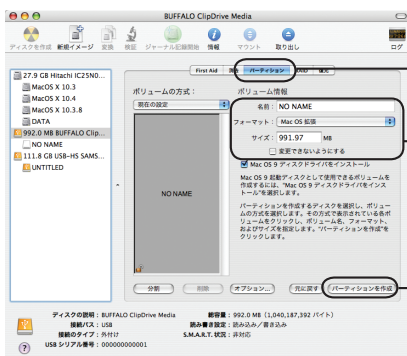 BUFFALO ClipDrive Media
ディスクを作成 新規イメージ 変換 検証 ジャーナル記録開始 情報 マウント 取り出し ログ
27.9 GB Hitachi IC25N0...
MacOS X 10.3
MacOS X 10.4
MacOS X 10.3.8
DATA
992.0 MB BUFFALO Clip...
NO NAME
111.8 GB USB-HS SAMS...
UNTITLED
First Aid 消去 パーティション RAID 復元
ボリュームの方式：
現在の設定
NO NAME
ボリューム情報
名前： NO NAME
フォーマット： Mac OS 拡張
サイズ： 991.97 MB
変更できないようにする
Mac OS 9 ディスクドライバをインストール
Mac OS 9 起動ディスクとして使用できるボリュームを
作成するには、"Mac OS 9 ディスクドライバをインス
トール"を選択します。
パーティションを作成するディスクを選択し、ボリュー
ムの方式を選択します。その方式で表示されている各ボ
リュームをクリックし、ボリューム名、フォーマット、
およびサイズを指定します。"パーティションを作成"を
クリックします。
分割 削除 オプション... 元に戻す パーティションを作成
ディスクの説明：BUFFALO ClipDrive Media
接続バス：USB
接続のタイプ：外付け
USB シリアル番号：000000000001
総容量：992.0 MB (1,040,187,392 バイト)
読み書き設定：読み込み／書き込み
S.M.A.R.T. 状況：非対応